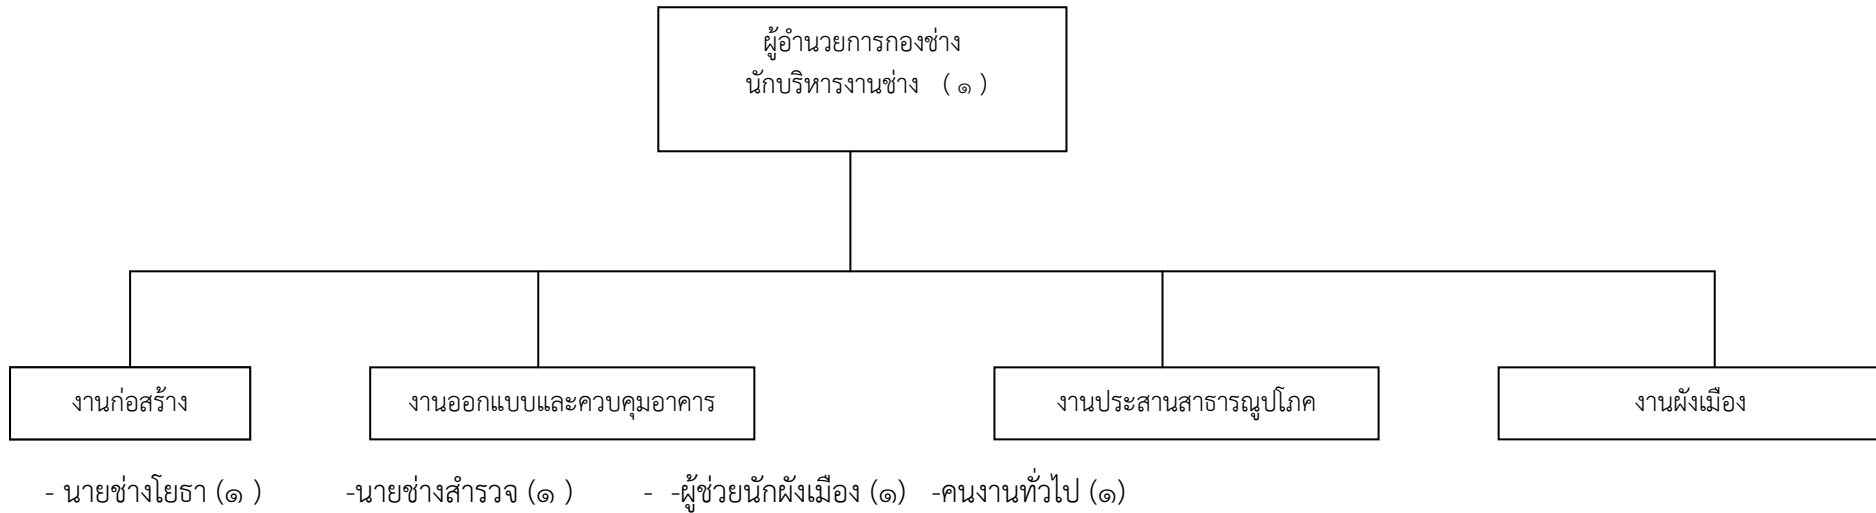 ผู้อำนวยการกองช่าง
นักบริหารงานช่าง ( ๑ )
งานก่อสร้าง
งานออกแบบและควบคุมอาคาร
งานประสานสาธารณูปโภค
งานผังเมือง
- นายช่างโยธา (๑ ) -นายช่างสำรวจ (๑ ) - -ผู้ช่วยนักผังเมือง (๑) -คนงานทั่วไป (๑)